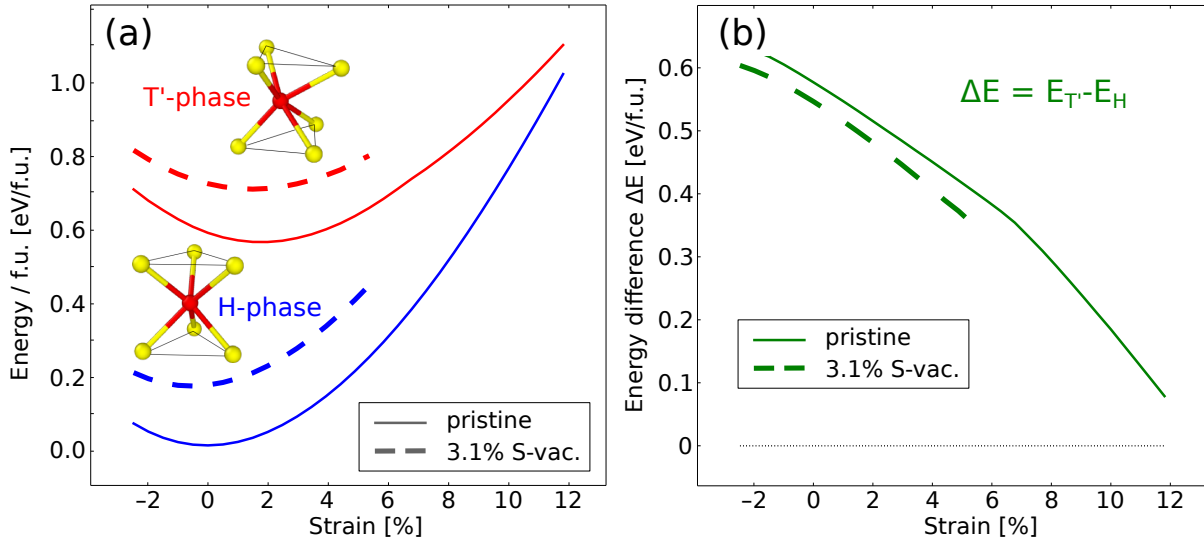 (a)
T'-phase
H-phase
pristine
3.1% S-vac.
Energy / f.u. [eV/f.u.]
1.0
0.8
0.6
0.4
0.2
0.0
−2 0 2 4 6 8 10 12
Strain [%]
(b)
ΔE = E_T'-E_H
pristine
3.1% S-vac.
Energy difference ΔE [eV/f.u.]
0.6
0.5
0.4
0.3
0.2
0.1
0
−2 0 2 4 6 8 10 12
Strain [%]